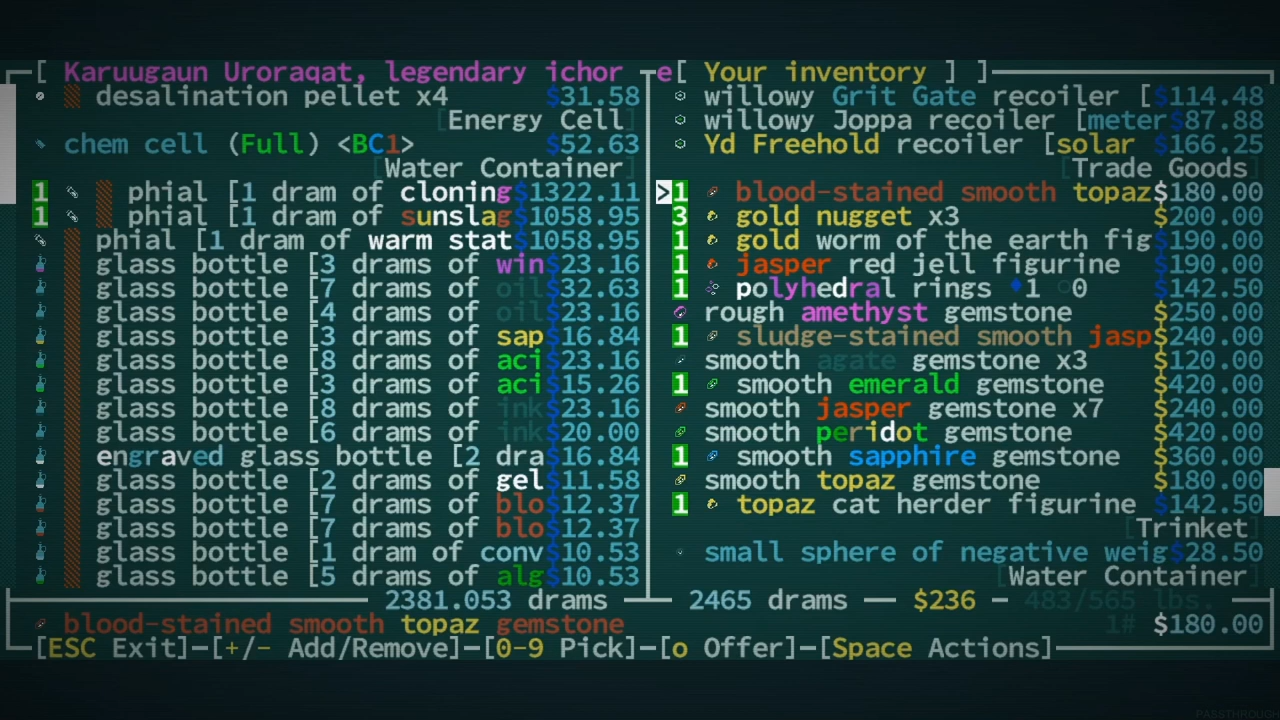 [ Karuugaun Uroraqat, legendary ichor e[ Your inventory ] ]
desalination pellet x4 $31.58
[Energy Cell]
chem cell (Full) <BC1> $52.63
[Water Container]
1 phial [1 dram of cloning $1322.11
1 phial [1 dram of sunslag $1058.95
phial [1 dram of warm stat $1058.95
glass bottle [3 drams of win $23.16
glass bottle [7 drams of oil $32.63
glass bottle [4 drams of oil $23.16
glass bottle [3 drams of sap $16.84
glass bottle [8 drams of aci $23.16
glass bottle [3 drams of aci $15.26
glass bottle [8 drams of ink $23.16
glass bottle [6 drams of ink $20.00
engraved glass bottle [2 dra $16.84
glass bottle [2 drams of gel $11.58
glass bottle [7 drams of blo $12.37
glass bottle [7 drams of blo $12.37
glass bottle [1 dram of conv $10.53
glass bottle [5 drams of alg $10.53
willowy Grit Gate recoiler [ $114.48
willowy Joppa recoiler [meter $87.88
Yd Freehold recoiler [solar $166.25
[Trade Goods]
>1 blood-stained smooth topaz $180.00
3 gold nugget x3 $200.00
1 gold worm of the earth fig $190.00
1 jasper red jell figurine $190.00
1 polyhedral rings ♦1 ○0 $142.50
rough amethyst gemstone $250.00
1 sludge-stained smooth jasp $240.00
smooth agate gemstone x3 $120.00
1 smooth emerald gemstone $420.00
smooth jasper gemstone x7 $240.00
smooth peridot gemstone $420.00
1 smooth sapphire gemstone $360.00
smooth topaz gemstone $180.00
1 topaz cat herder figurine $142.50
[Trinket]
small sphere of negative weig $28.50
[Water Container]
2381.053 drams 2465 drams $236 483/565 lbs.
blood-stained smooth topaz gemstone 1# $180.00
[ESC Exit]-[+/- Add/Remove]-[0-9 Pick]-[o Offer]-[Space Actions]